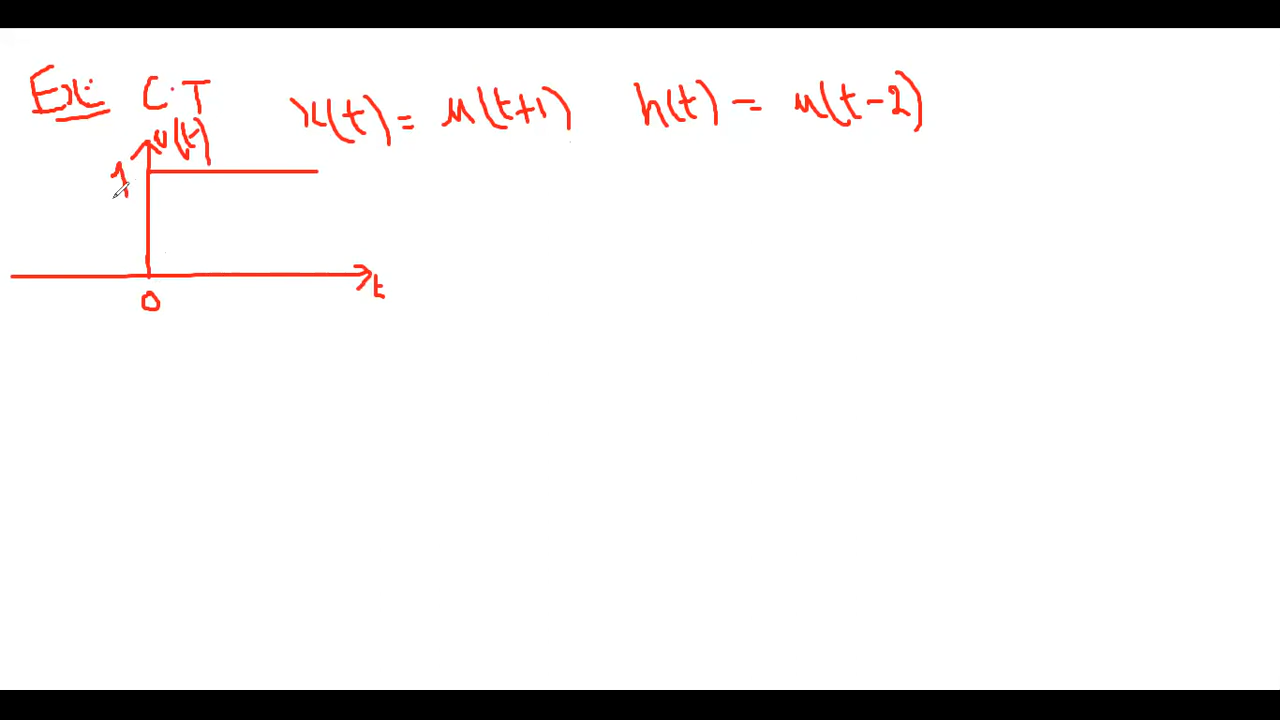 Ex:- C.T x(t) = u(t+1) h(t) = u(t-2)
u(t)
1
0 t